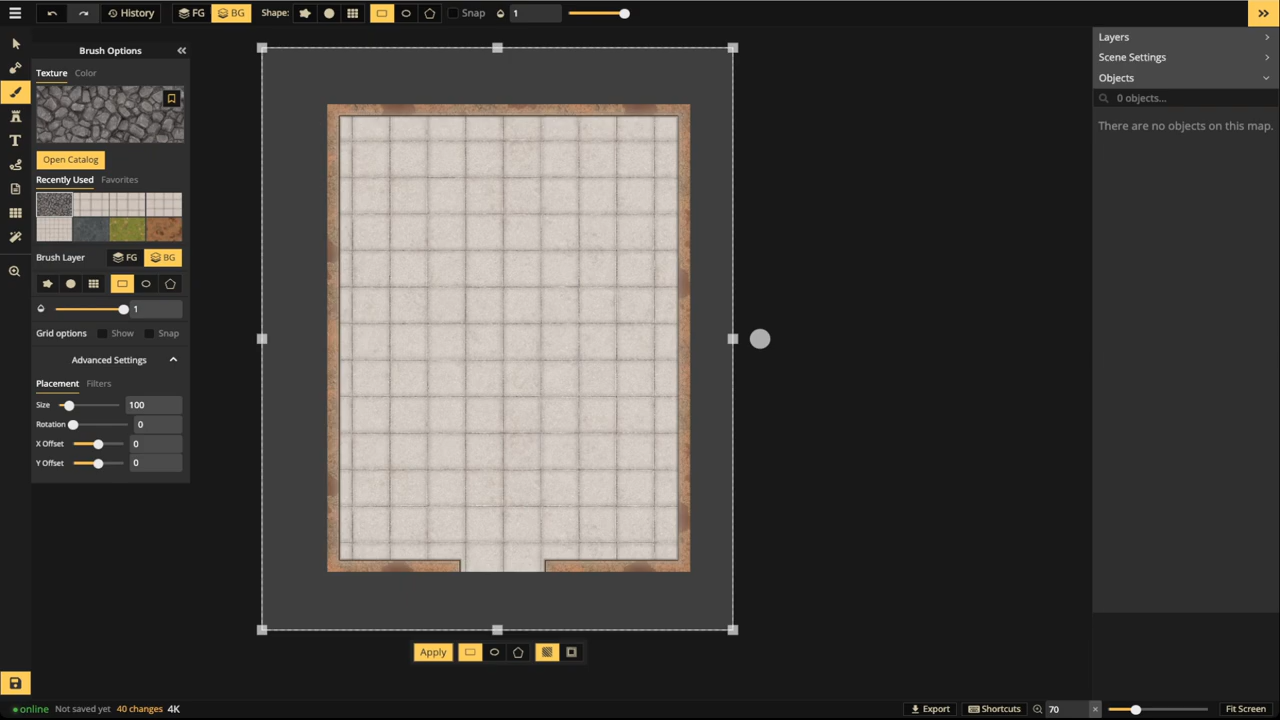 History FG BG Shape: Snap 1
Brush Options
Texture Color
Open Catalog
Recently Used Favorites
Brush Layer FG BG
1
Grid options Show Snap
Advanced Settings
Placement Filters
Size 100
Rotation 0
X Offset 0
Y Offset 0
Apply
Layers
Scene Settings
Objects
0 objects...
There are no objects on this map.
online Not saved yet 40 changes 4K
Export Shortcuts 70 Fit Screen